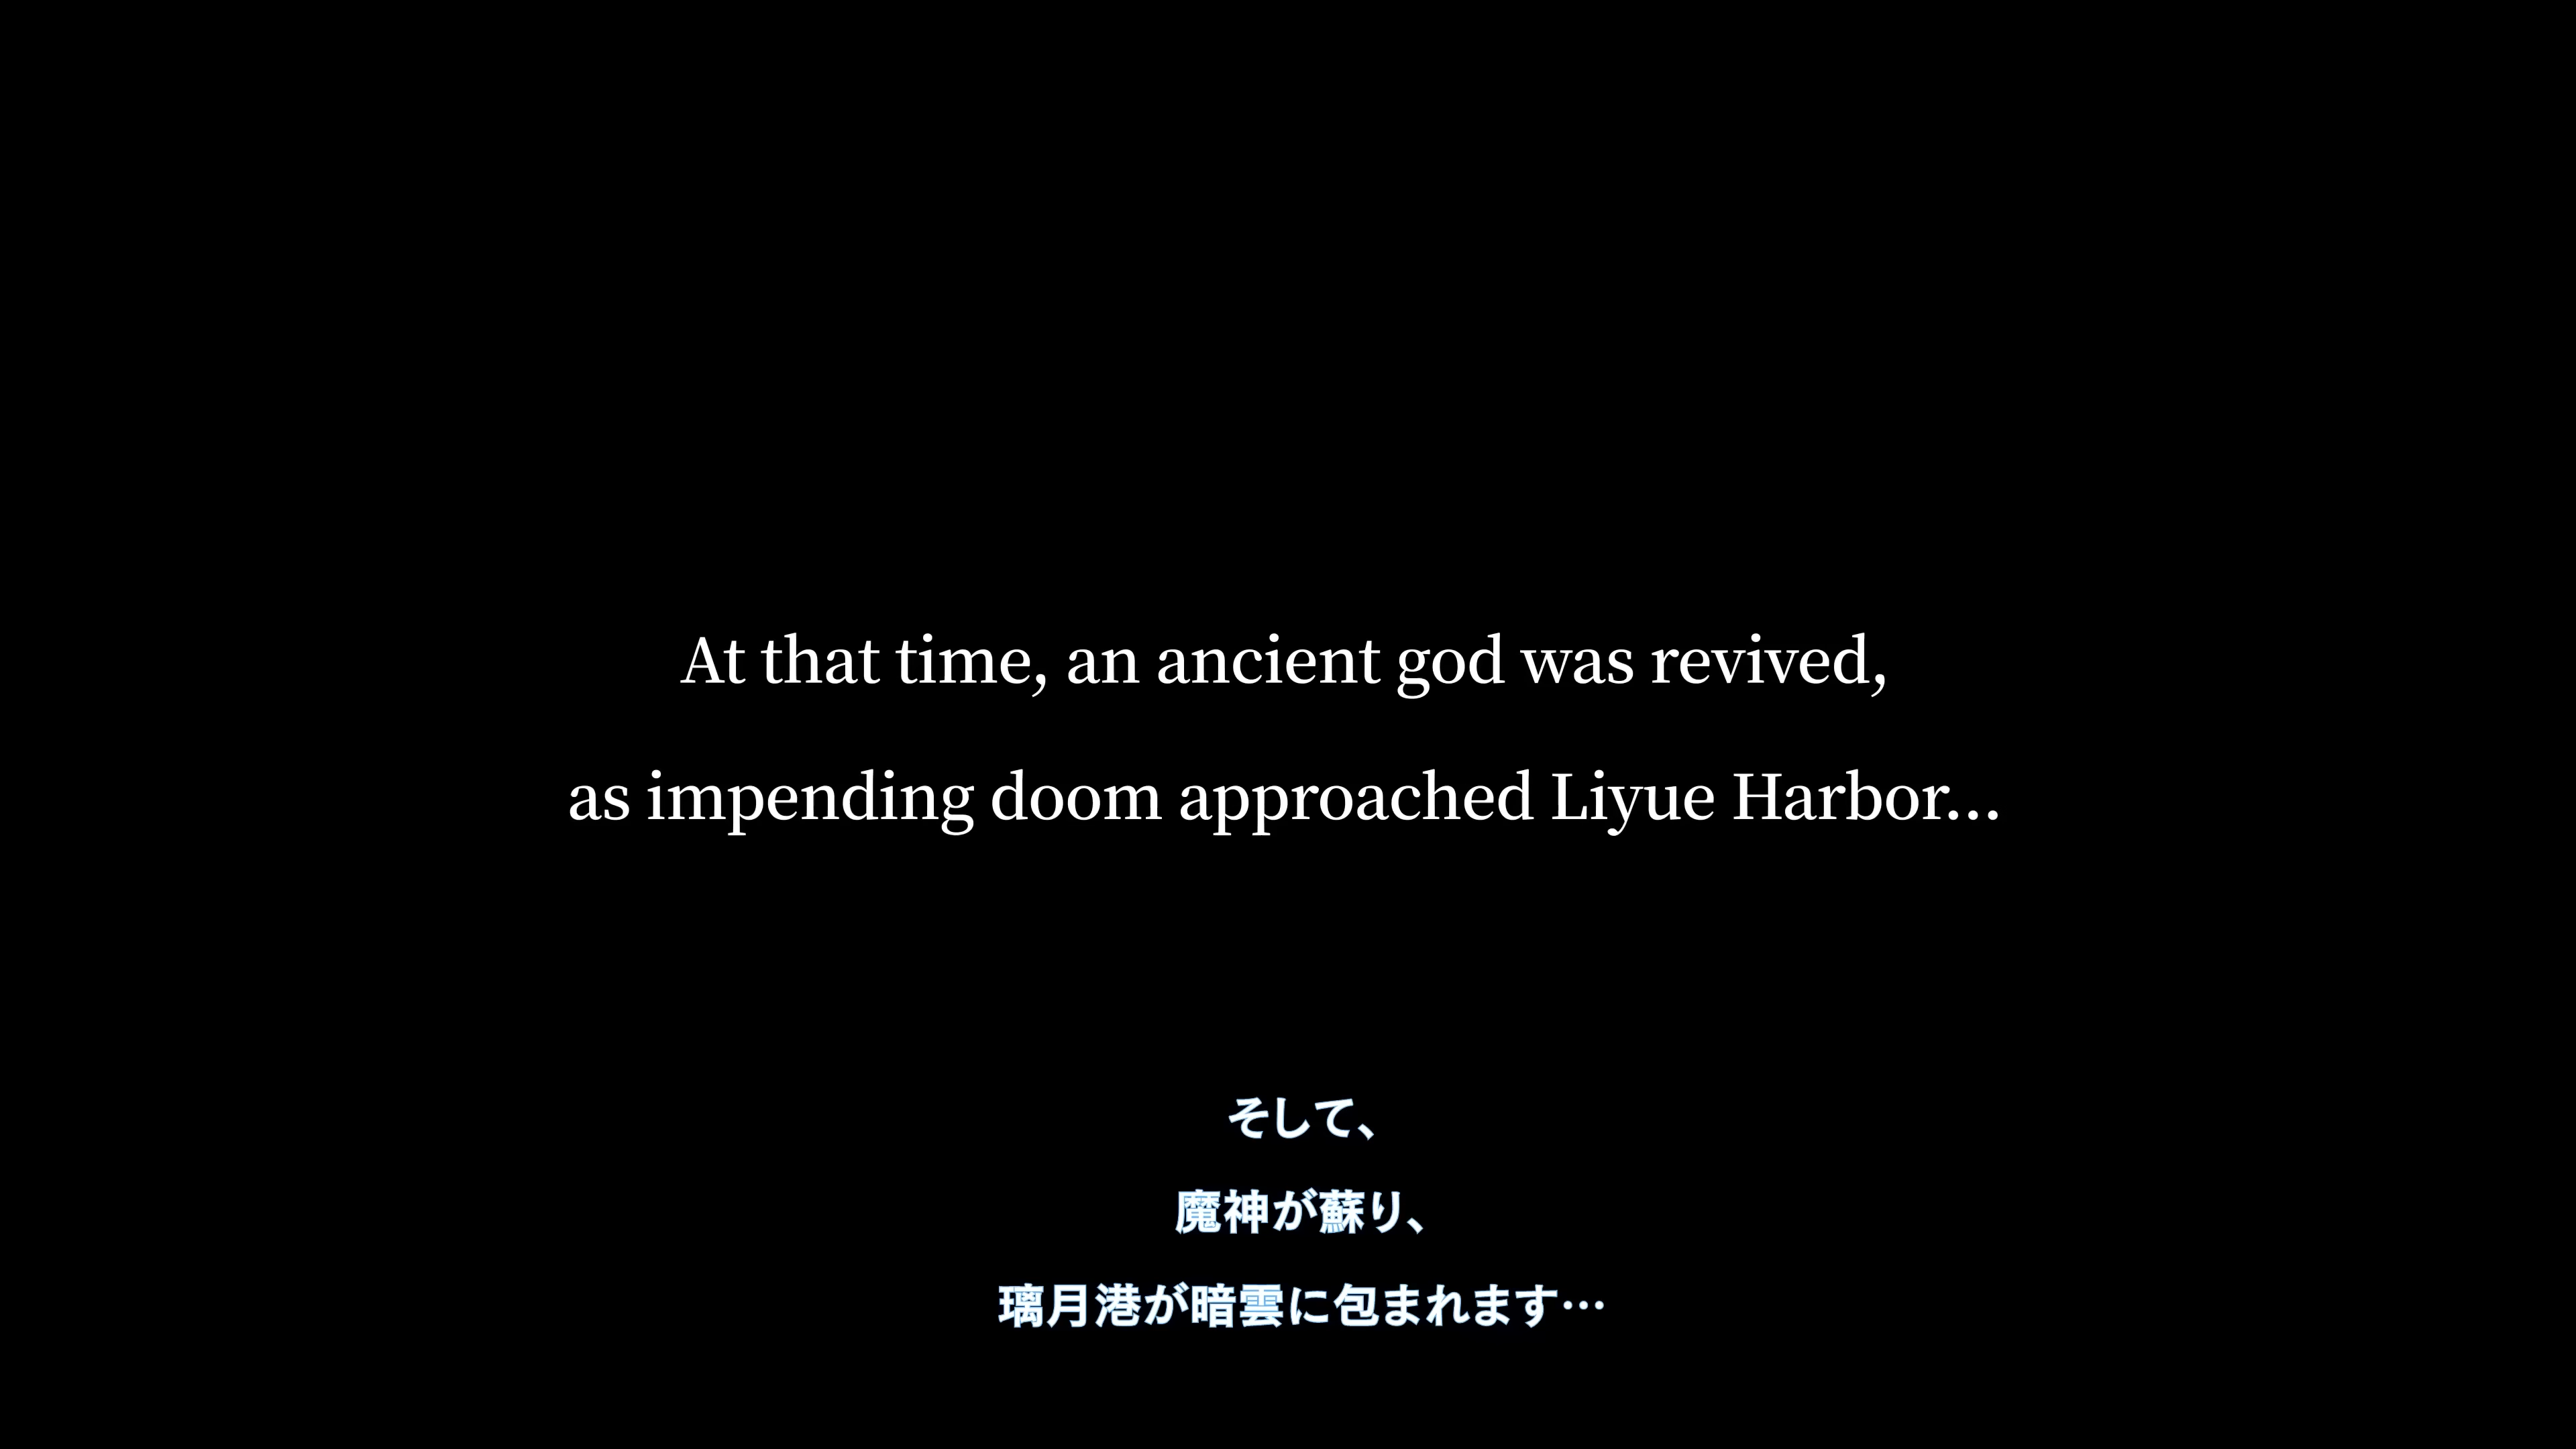 At that time, an ancient god was revived,
as impending doom approached Liyue Harbor...
そして、
魔神が蘇り、
璃月港が暗雲に包まれます…